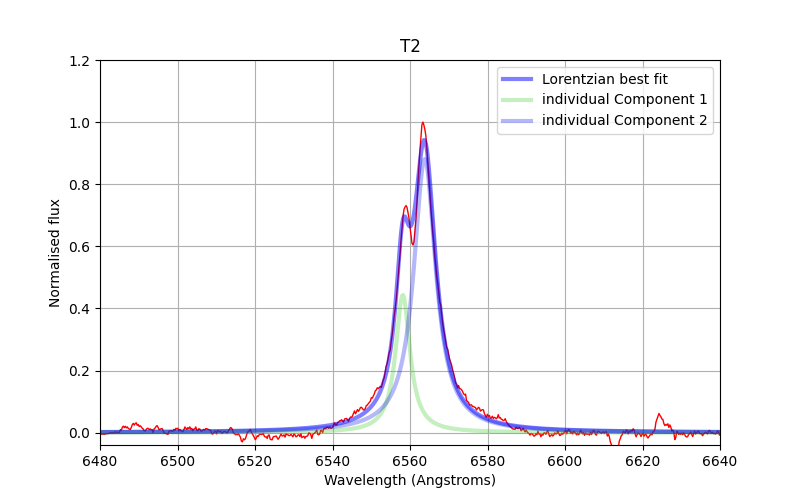 T2
Lorentzian best fit
individual Component 1
individual Component 2
Normalised flux
1.2
1.0
0.8
0.6
0.4
0.2
0.0
6480 6500 6520 6540 6560 6580 6600 6620 6640
Wavelength (Angstroms)